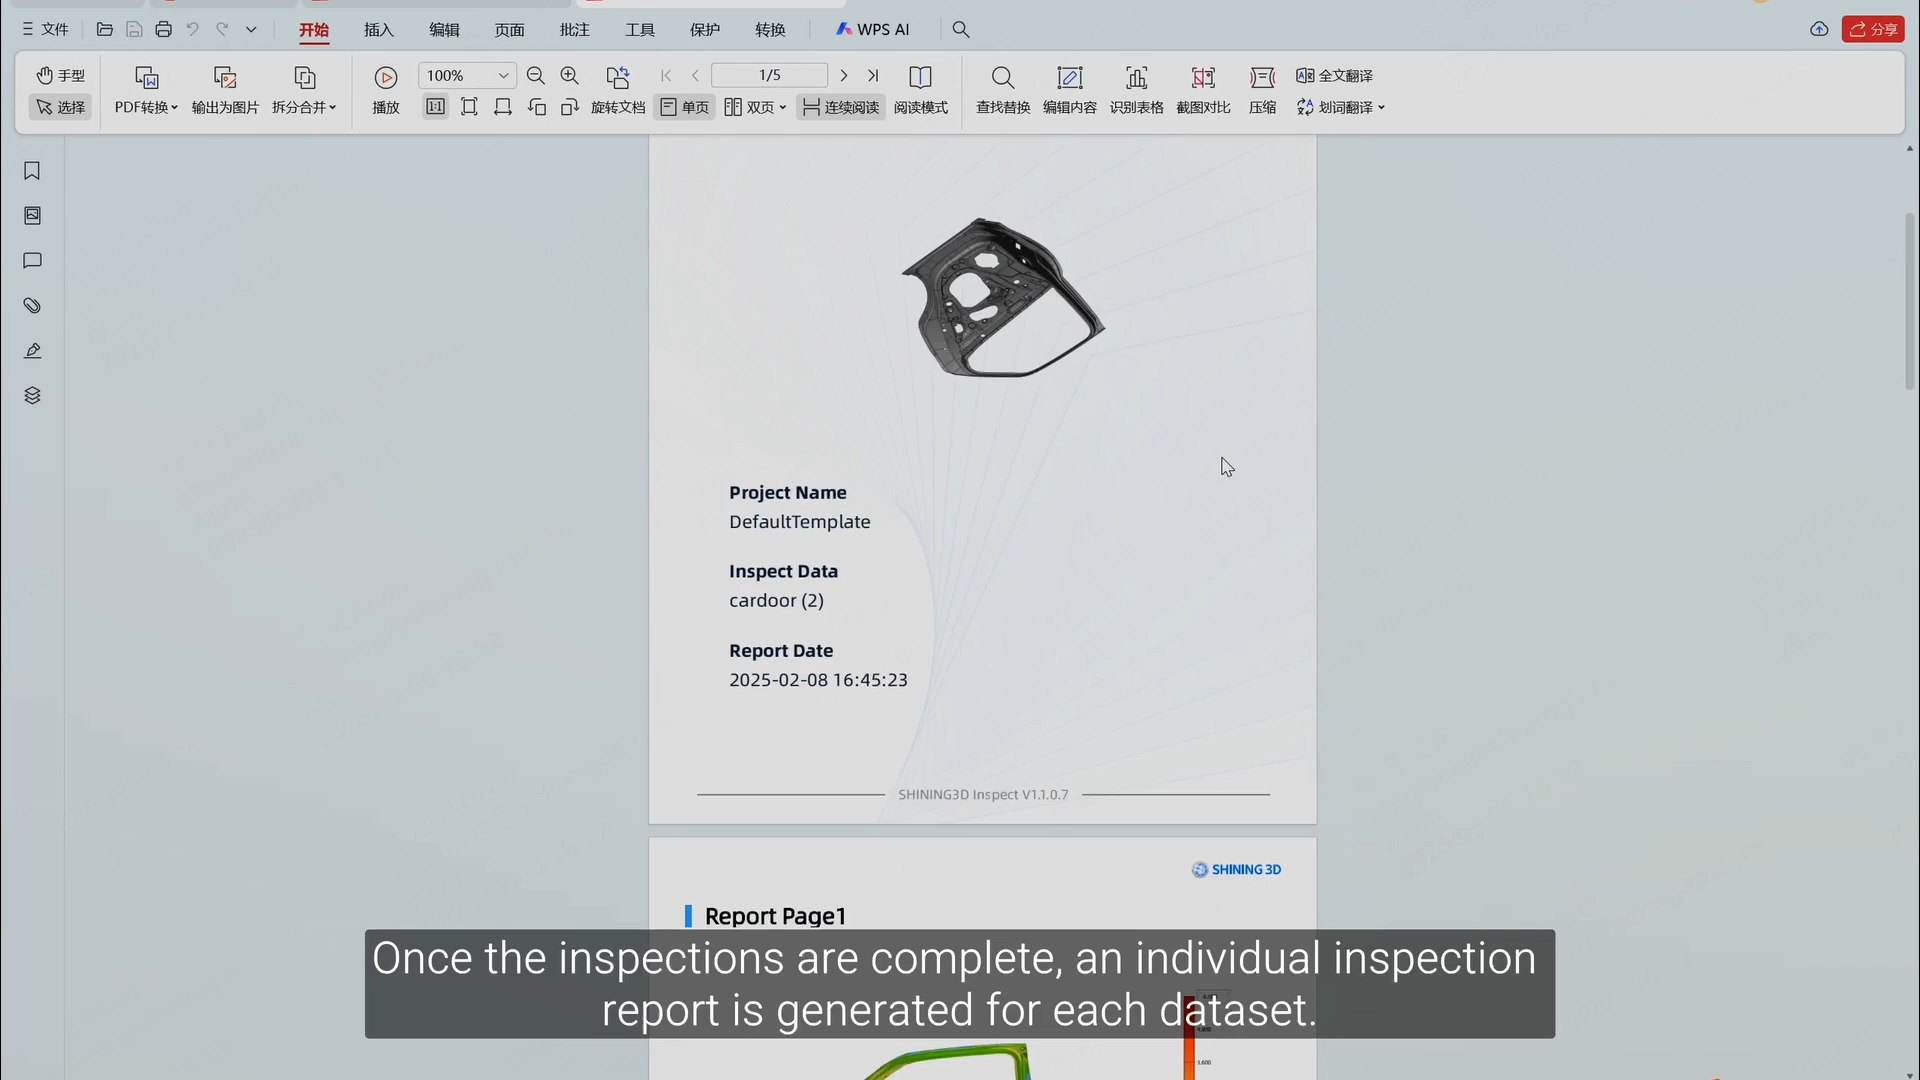 文件
开始
插入
编辑
页面
批注
工具
保护
转换
WPS AI
分享
手型
选择
PDF转换
输出为图片
拆分合并
播放
100%
旋转文档
1/5
单页
双页
连续阅读
阅读模式
查找替换
编辑内容
识别表格
截图对比
压缩
全文翻译
划词翻译
Project Name
DefaultTemplate
Inspect Data
cardoor (2)
Report Date
2025-02-08 16:45:23
SHINING3D Inspect V1.1.0.7
SHINING 3D
Report Page1
Once the inspections are complete, an individual inspection
report is generated for each dataset.